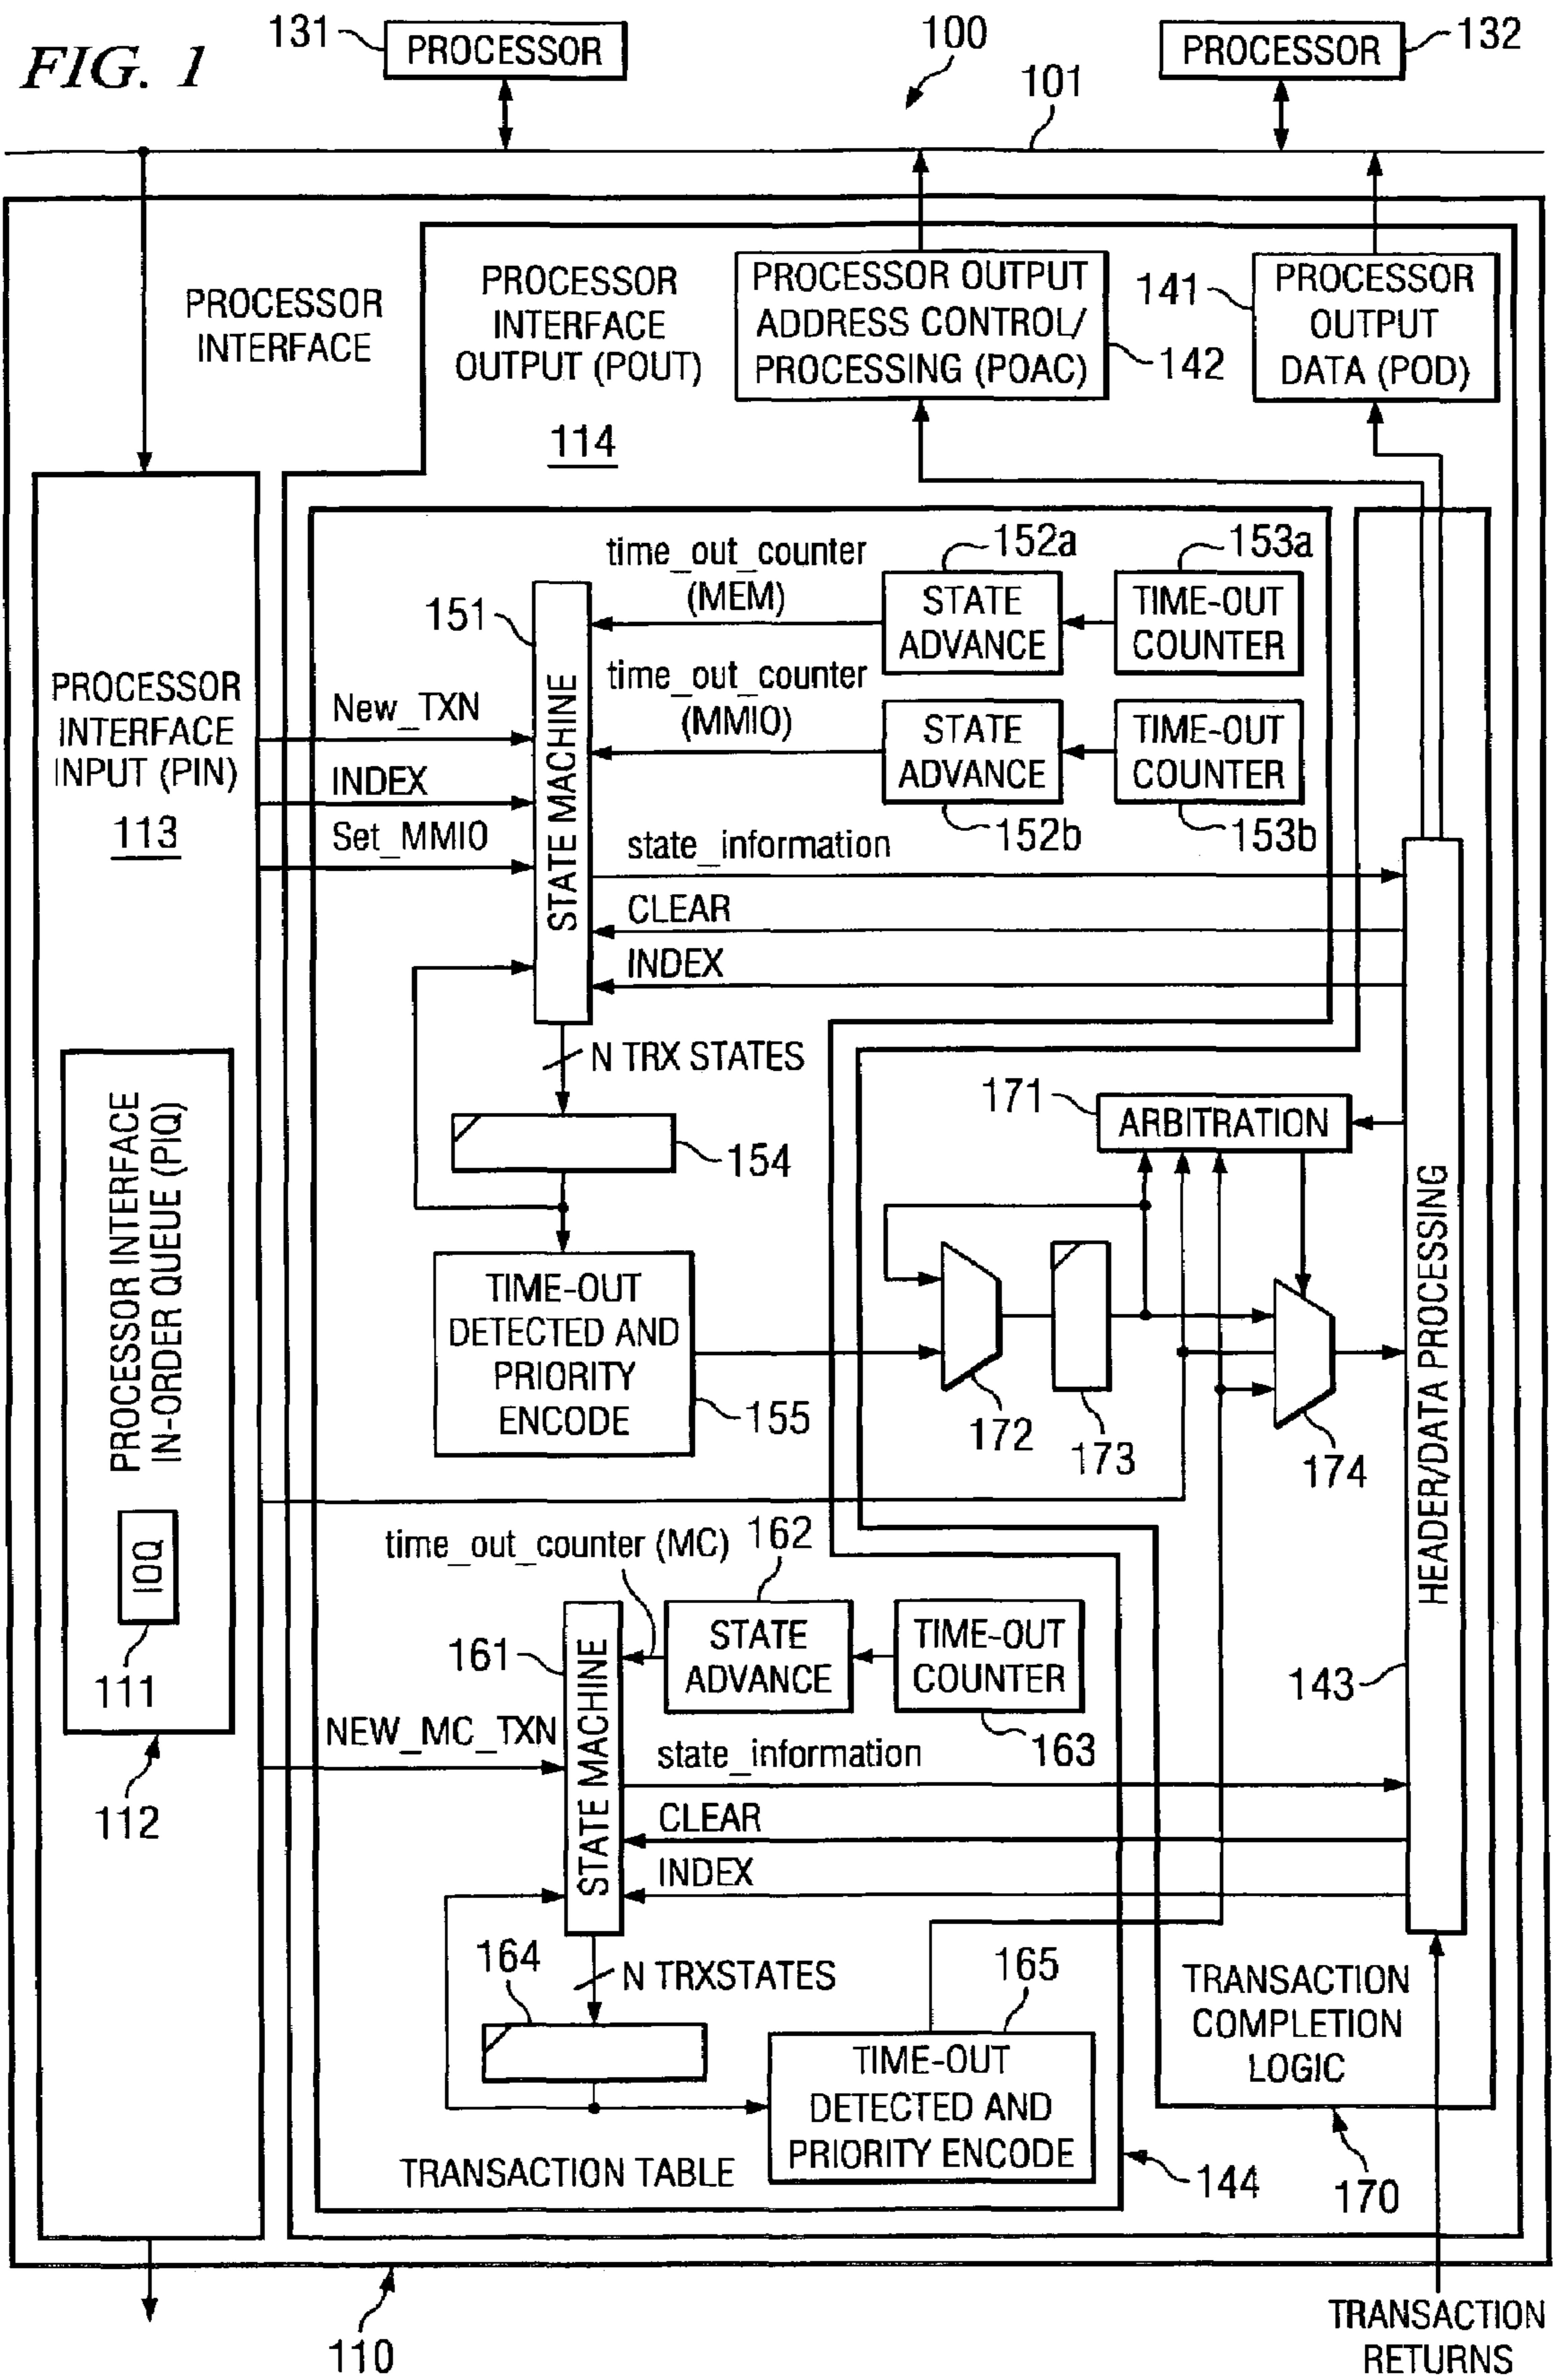 FIG. 1
131
PROCESSOR
100
101
PROCESSOR
132
PROCESSOR
INTERFACE
PROCESSOR
INTERFACE
OUTPUT (POUT)
114
PROCESSOR OUTPUT
ADDRESS CONTROL/
PROCESSING (POAC)
142
141
PROCESSOR
OUTPUT
DATA (POD)
PROCESSOR
INTERFACE
INPUT (PIN)
113
PROCESSOR INTERFACE
IN-ORDER QUEUE (PIQ)
IOQ
111
112
151
STATE MACHINE
New_TXN
INDEX
Set_MMIO
time_out_counter
(MEM)
152a
STATE
ADVANCE
153a
TIME-OUT
COUNTER
time_out_counter
(MMIO)
STATE
ADVANCE
152b
TIME-OUT
COUNTER
153b
state_information
CLEAR
INDEX
N TRX STATES
154
TIME-OUT
DETECTED AND
PRIORITY
ENCODE
155
171
ARBITRATION
172
173
174
HEADER/DATA PROCESSING
143
time_out_counter (MC)
162
161
STATE MACHINE
STATE
ADVANCE
TIME-OUT
COUNTER
163
NEW_MC_TXN
state_information
CLEAR
INDEX
164
N TRXSTATES
165
TIME-OUT
DETECTED AND
PRIORITY ENCODE
TRANSACTION TABLE
144
TRANSACTION
COMPLETION
LOGIC
170
110
TRANSACTION
RETURNS